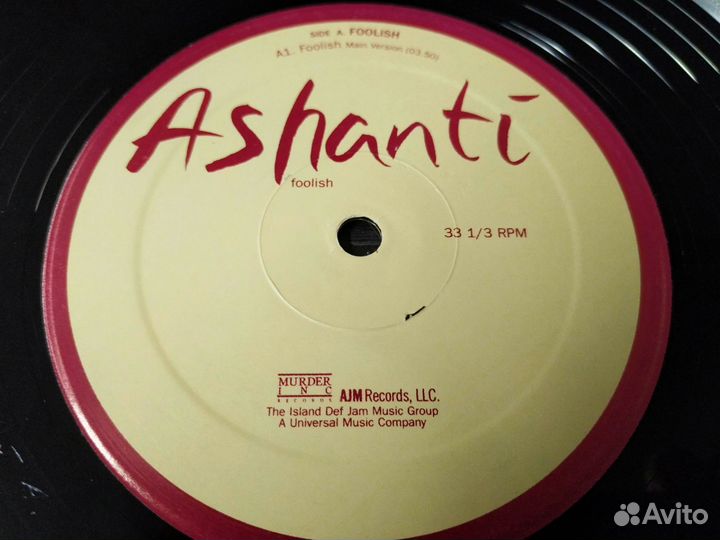 SIDE A. FOOLISH
A1. Foolish Main Version (03:50)
Ashanti
foolish
33 1/3 RPM
MURDER
INC
RECORDS
AJM Records, LLC.
The Island Def Jam Music Group
A Universal Music Company
Avito